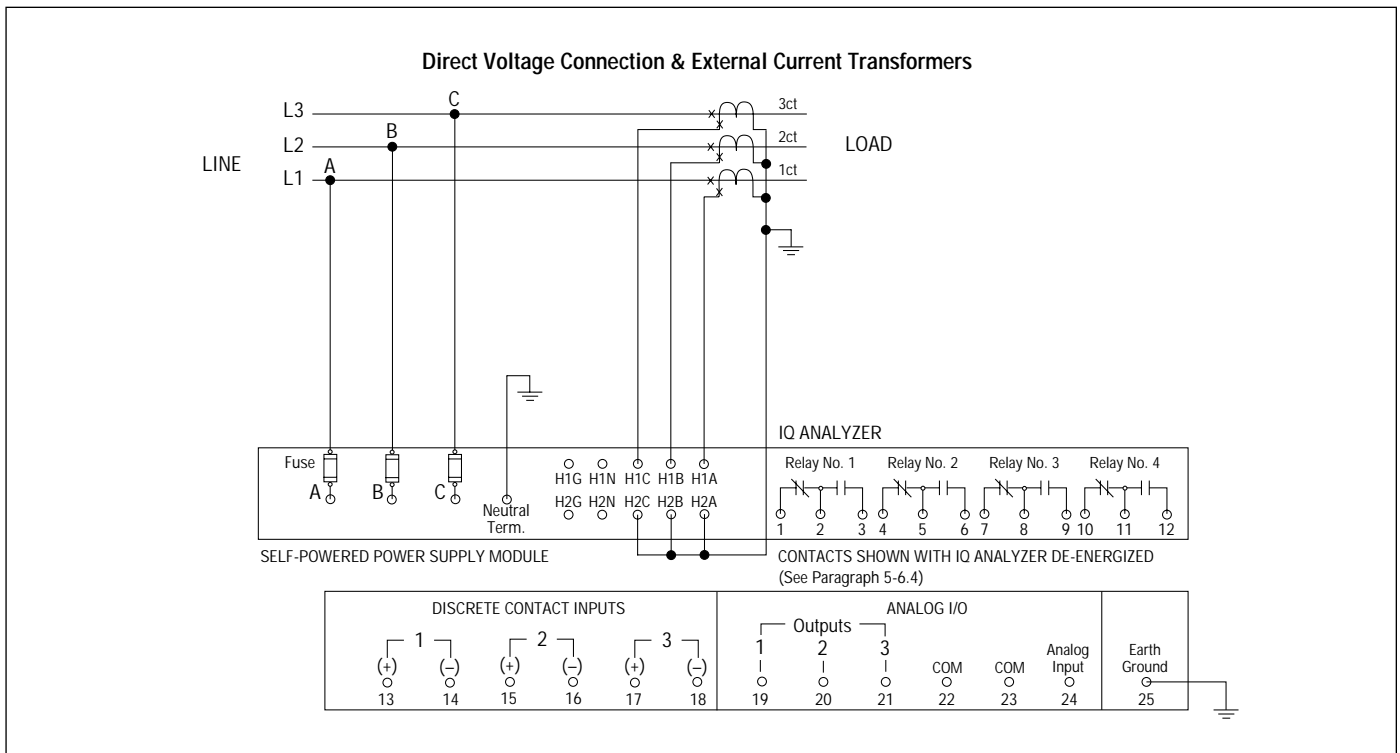 Direct Voltage Connection & External Current Transformers
C
L3
3ct
B
L2
2ct
LOAD
LINE
A
L1
1ct
IQ ANALYZER
Fuse
A
B
C
Neutral
Term.
H1G H1N H1C H1B H1A
H2G H2N H2C H2B H2A
Relay No. 1 Relay No. 2 Relay No. 3 Relay No. 4
1 2 3 4 5 6 7 8 9 10 11 12
SELF-POWERED POWER SUPPLY MODULE
CONTACTS SHOWN WITH IQ ANALYZER DE-ENERGIZED
(See Paragraph 5-6.4)
DISCRETE CONTACT INPUTS
1 2 3
(+) (–) (+) (–) (+) (–)
13 14 15 16 17 18
ANALOG I/O
Outputs
1 2 3
COM COM
Analog
Input
19 20 21 22 23 24
Earth
Ground
25